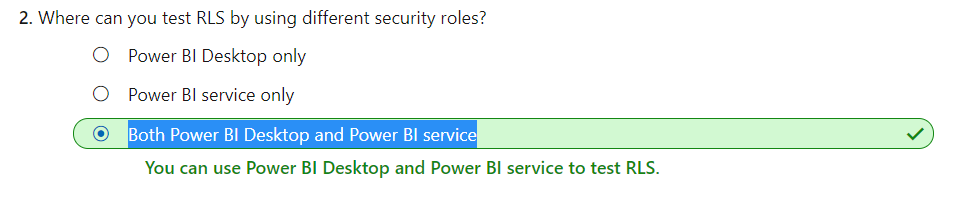 2. Where can you test RLS by using different security roles?
Power BI Desktop only
Power BI service only
Both Power BI Desktop and Power BI service
You can use Power BI Desktop and Power BI service to test RLS.